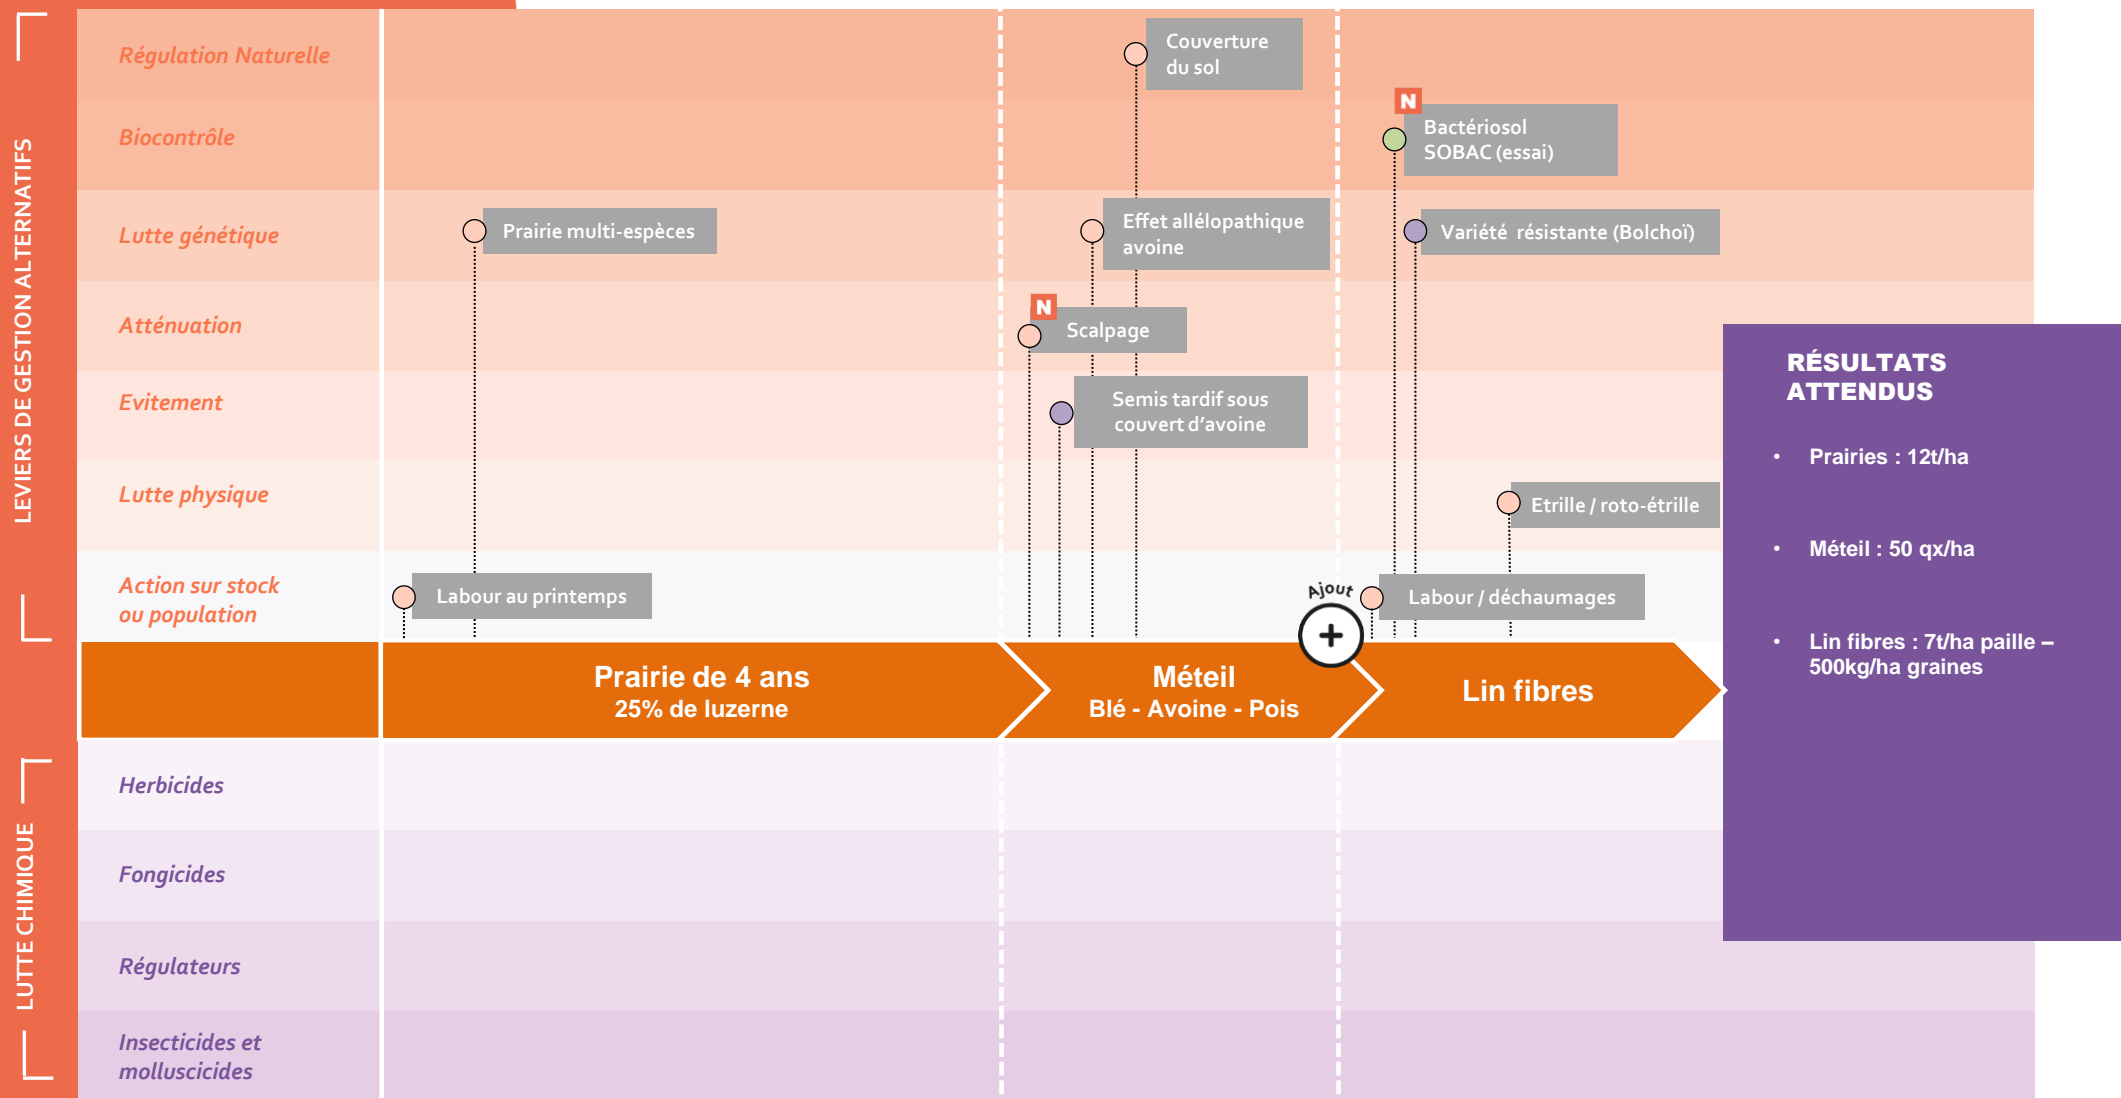 LEVIERS DE GESTION ALTERNATIFS
Régulation Naturelle
Couverture
du sol
Biocontrôle
N
Bactériosol
SOBAC (essai)
Lutte génétique
Prairie multi-espèces
Effet allélopathique
avoine
Variété résistante (Bolchoï)
Atténuation
N
Scalpage
Evitement
Semis tardif sous
couvert d'avoine
Lutte physique
Etrille / roto-étrille
Action sur stock
ou population
Labour au printemps
Ajout
+
Labour / déchaumages
Prairie de 4 ans
25% de luzerne
Méteil
Blé - Avoine - Pois
Lin fibres
RÉSULTATS
ATTENDUS
• Prairies : 12t/ha
• Méteil : 50 qx/ha
• Lin fibres : 7t/ha paille –
500kg/ha graines
LUTTE CHIMIQUE
Herbicides
Fongicides
Régulateurs
Insecticides et
molluscicides